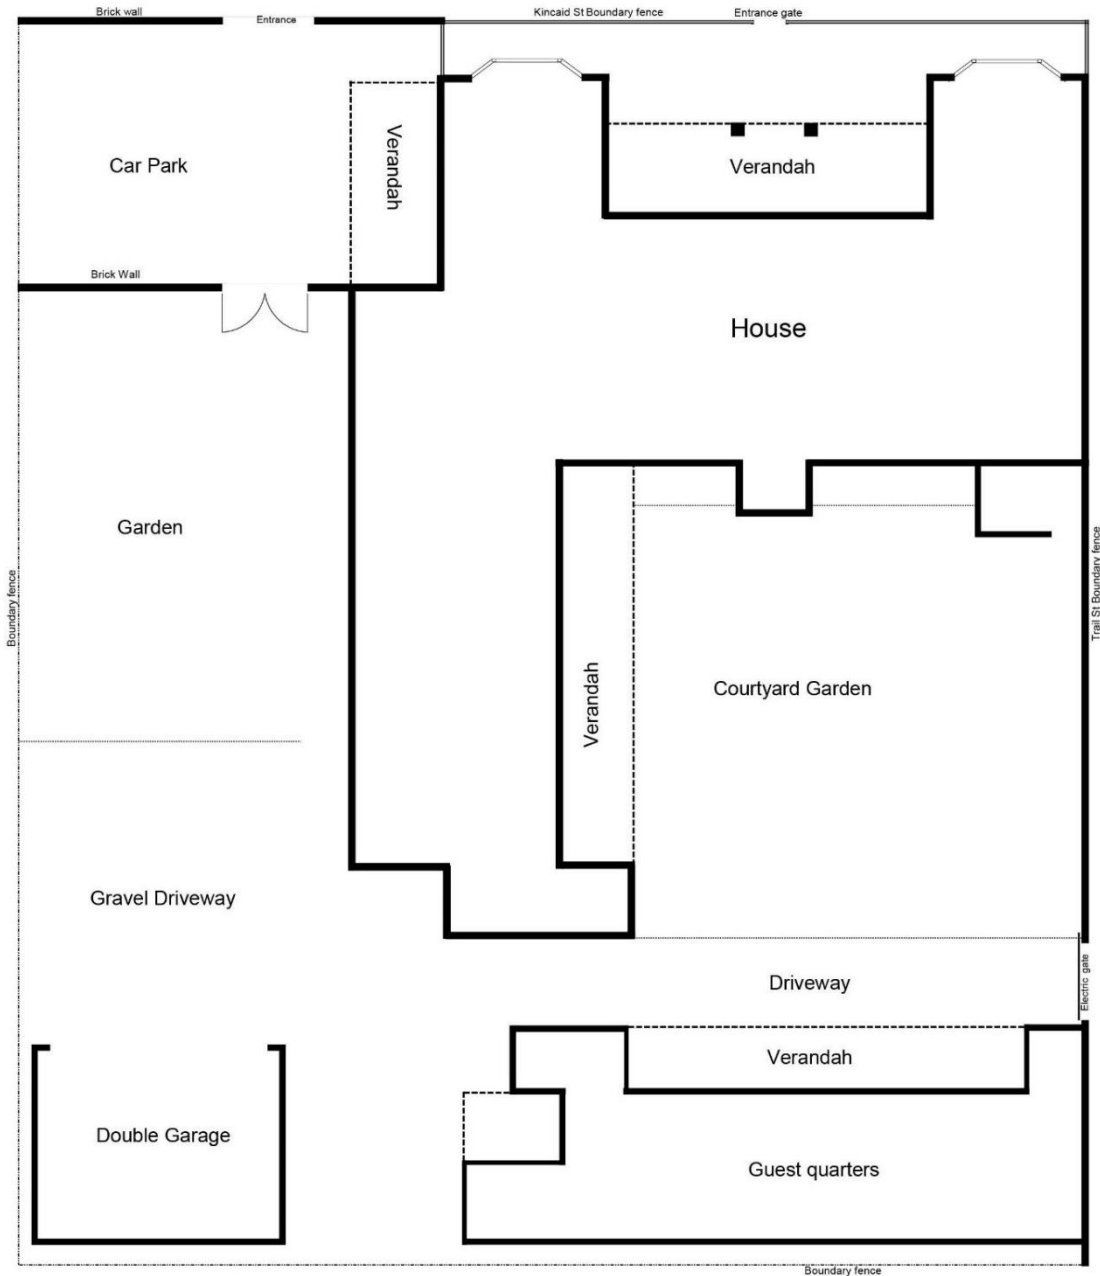 Brick wall
Entrance
Kincaid St Boundary fence
Entrance gate
Verandah
Car Park
Verandah
Brick Wall
House
Garden
Boundary fence
Trail St Boundary fence
Verandah
Courtyard Garden
Gravel Driveway
Driveway
Electric gate
Verandah
Double Garage
Guest quarters
Boundary fence